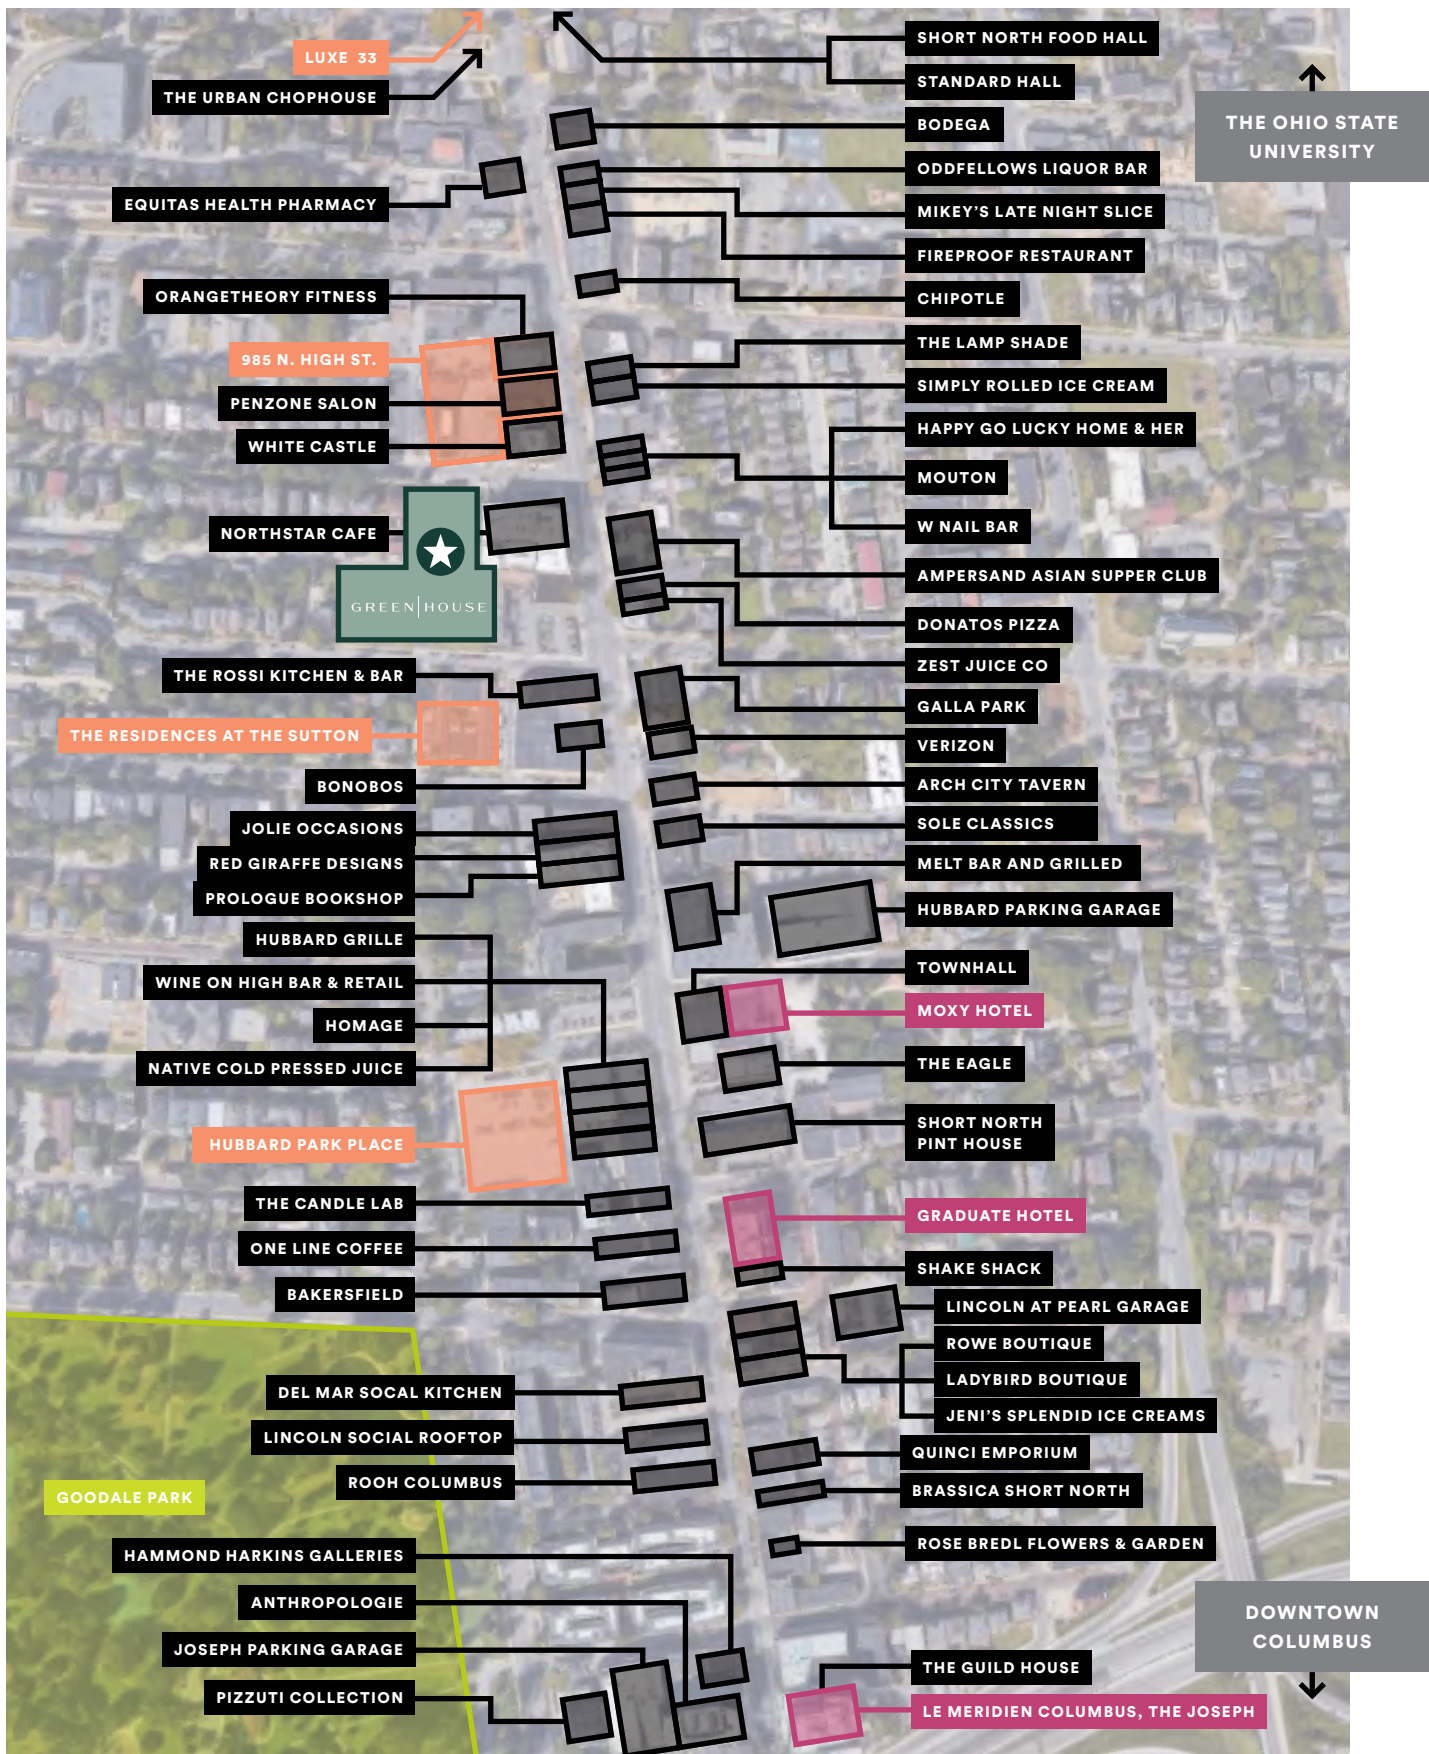 LUXE 33
THE URBAN CHOPHOUSE
EQUITAS HEALTH PHARMACY
ORANGETHEORY FITNESS
985 N. HIGH ST.
PENZONE SALON
WHITE CASTLE
NORTHSTAR CAFE
GREEN|HOUSE
THE ROSSI KITCHEN & BAR
THE RESIDENCES AT THE SUTTON
BONOBOS
JOLIE OCCASIONS
RED GIRAFFE DESIGNS
PROLOGUE BOOKSHOP
HUBBARD GRILLE
WINE ON HIGH BAR & RETAIL
HOMAGE
NATIVE COLD PRESSED JUICE
HUBBARD PARK PLACE
THE CANDLE LAB
ONE LINE COFFEE
BAKERSFIELD
DEL MAR SOCAL KITCHEN
LINCOLN SOCIAL ROOFTOP
ROOH COLUMBUS
GOODALE PARK
HAMMOND HARKINS GALLERIES
ANTHROPOLOGIE
JOSEPH PARKING GARAGE
PIZZUTI COLLECTION
SHORT NORTH FOOD HALL
STANDARD HALL
BODEGA
ODDFELLOWS LIQUOR BAR
MIKEY'S LATE NIGHT SLICE
FIREPROOF RESTAURANT
CHIPOTLE
THE LAMP SHADE
SIMPLY ROLLED ICE CREAM
HAPPY GO LUCKY HOME & HER
MOUTON
W NAIL BAR
AMPERSAND ASIAN SUPPER CLUB
DONATOS PIZZA
ZEST JUICE CO
GALLA PARK
VERIZON
ARCH CITY TAVERN
SOLE CLASSICS
MELT BAR AND GRILLED
HUBBARD PARKING GARAGE
TOWNHALL
MOXY HOTEL
THE EAGLE
SHORT NORTH
PINT HOUSE
GRADUATE HOTEL
SHAKE SHACK
LINCOLN AT PEARL GARAGE
ROWE BOUTIQUE
LADYBIRD BOUTIQUE
JENI'S SPLENDID ICE CREAMS
QUINCI EMPORIUM
BRASSICA SHORT NORTH
ROSE BREDL FLOWERS & GARDEN
THE GUILD HOUSE
LE MERIDIEN COLUMBUS, THE JOSEPH
THE OHIO STATE
UNIVERSITY
DOWNTOWN
COLUMBUS